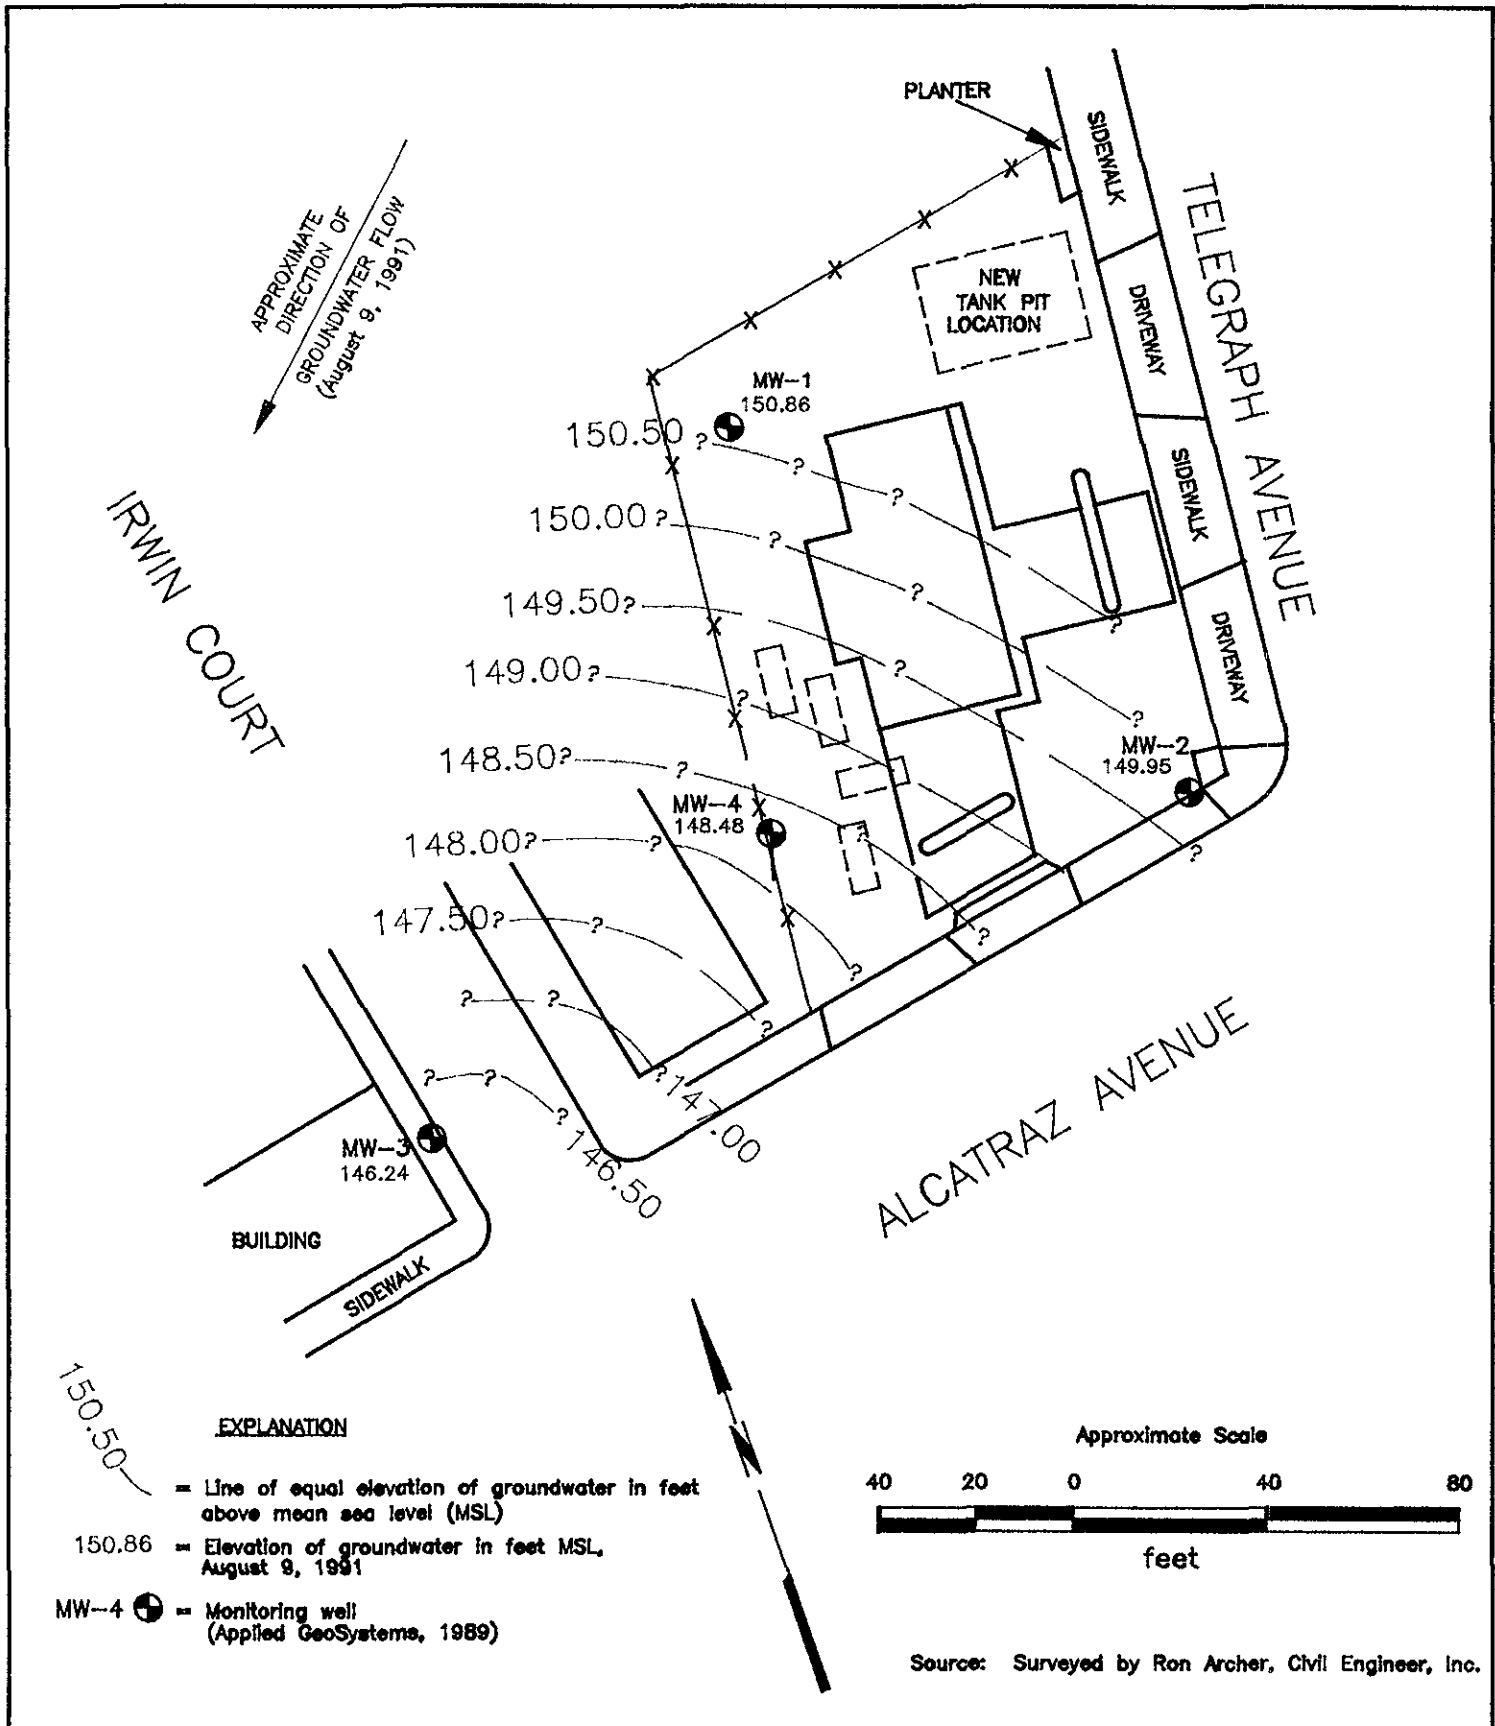 PLANTER
SIDEWALK
TELEGRAPH AVENUE
APPROXIMATE
DIRECTION OF
GROUNDWATER FLOW
(August 9, 1991)
NEW
TANK PIT
LOCATION
DRIVEWAY
MW-1
150.86
150.50 ? ? ?
?
SIDEWALK
150.00 ? ? ?
?
IRWIN COURT
149.50 ? ?
?
DRIVEWAY
149.00 ? ?
MW-2
149.95
148.50 ? ? ?
?
MW-4
148.48
148.00 ? ?
?
147.50 ? ?
?
? ? ?
147.00
? ? ?
146.50
MW-3
146.24
ALCATRAZ AVENUE
BUILDING
SIDEWALK
150.50
EXPLANATION
= Line of equal elevation of groundwater in feet
above mean sea level (MSL)
150.86 = Elevation of groundwater in feet MSL,
August 9, 1991
MW-4 = Monitoring well
(Applied GeoSystems, 1989)
Approximate Scale
40 20 0 40 80
feet
Source: Surveyed by Ron Archer, Civil Engineer, Inc.